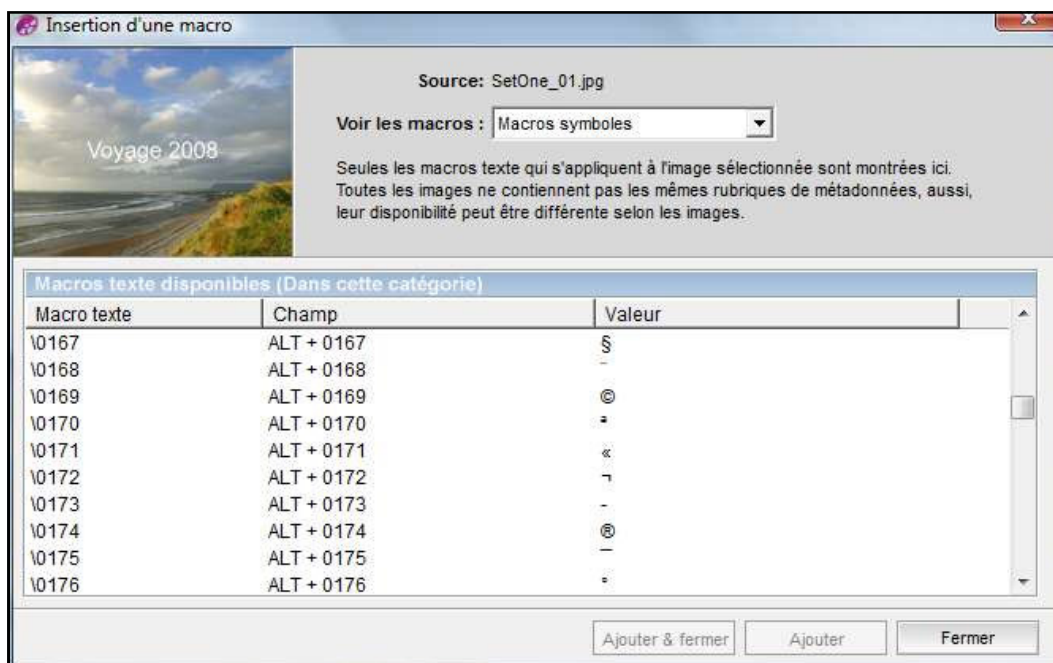 Insertion d'une macro
X
Voyage 2008
Source: SetOne_01.jpg
Voir les macros : Macros symboles
Seules les macros texte qui s'appliquent à l'image sélectionnée sont montrées ici.
Toutes les images ne contiennent pas les mêmes rubriques de métadonnées, aussi,
leur disponibilité peut être différente selon les images.
Macros texte disponibles (Dans cette catégorie)
Macro texte Champ Valeur
\0167 ALT + 0167 §
\0168 ALT + 0168 ¨
\0169 ALT + 0169 ©
\0170 ALT + 0170 ª
\0171 ALT + 0171 «
\0172 ALT + 0172 ¬
\0173 ALT + 0173 -
\0174 ALT + 0174 ®
\0175 ALT + 0175 ¯
\0176 ALT + 0176 °
Ajouter & fermer Ajouter Fermer